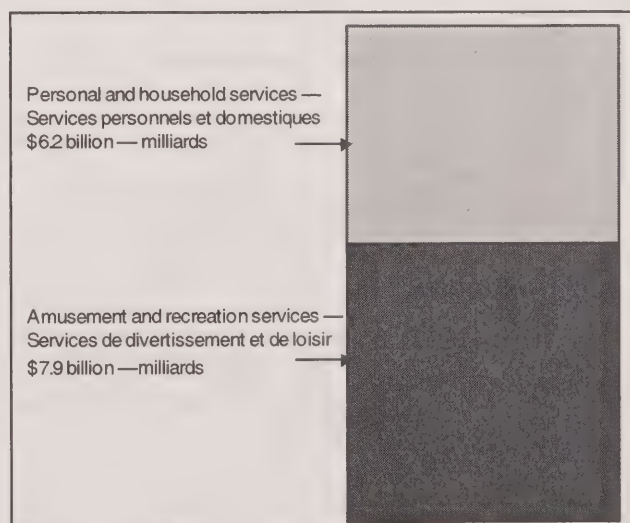 Personal and household services —
Services personnels et domestiques
$6.2 billion — milliards
Amusement and recreation services —
Services de divertissement et de loisir
$7.9 billion — milliards